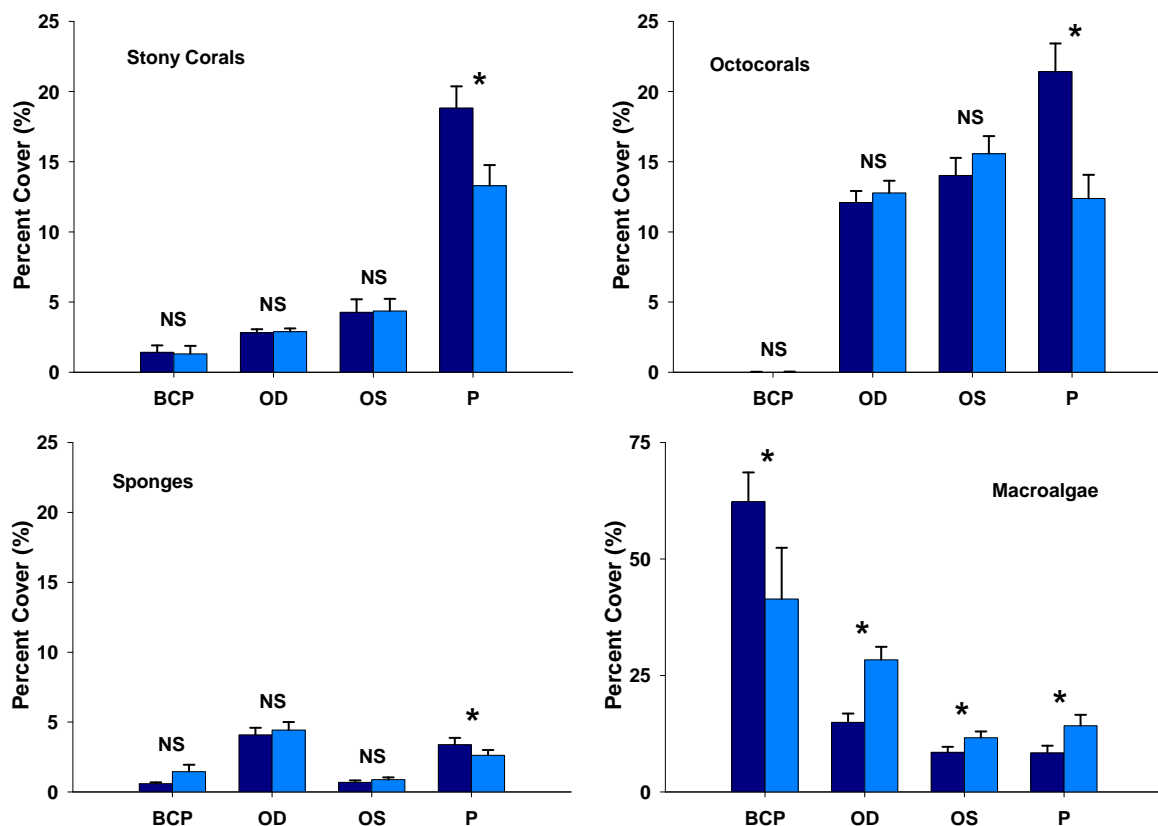 Stony Corals
Percent Cover (%)
25
20
15
10
5
0
NS
NS
NS
*
BCP OD OS P
Octocorals
Percent Cover (%)
25
20
15
10
5
0
NS
NS
NS
*
BCP OD OS P
Sponges
Percent Cover (%)
25
20
15
10
5
0
NS
NS
NS
*
BCP OD OS P
Macroalgae
Percent Cover (%)
75
50
25
0
*
*
*
*
BCP OD OS P